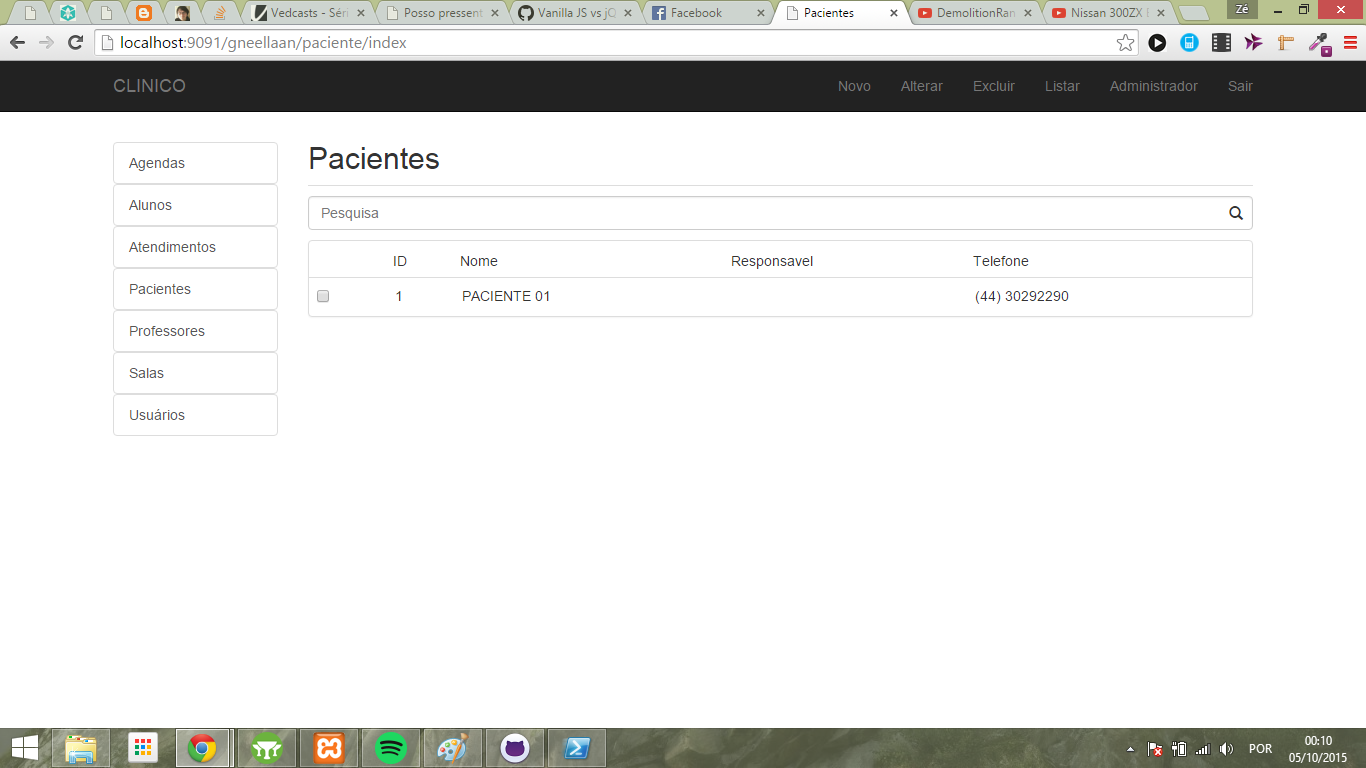 Vedcasts - Séri
Posso pressent
Vanilla JS vs jQ
Facebook
Pacientes
DemolitionRan
Nissan 300ZX E
Zé
localhost:9091/gneellaan/paciente/index
CLINICO Novo Alterar Excluir Listar Administrador Sair
Agendas
Alunos
Atendimentos
Pacientes
Professores
Salas
Usuários
Pacientes
Pesquisa
ID Nome Responsavel Telefone
1 PACIENTE 01 (44) 30292290
POR
00:10
05/10/2015